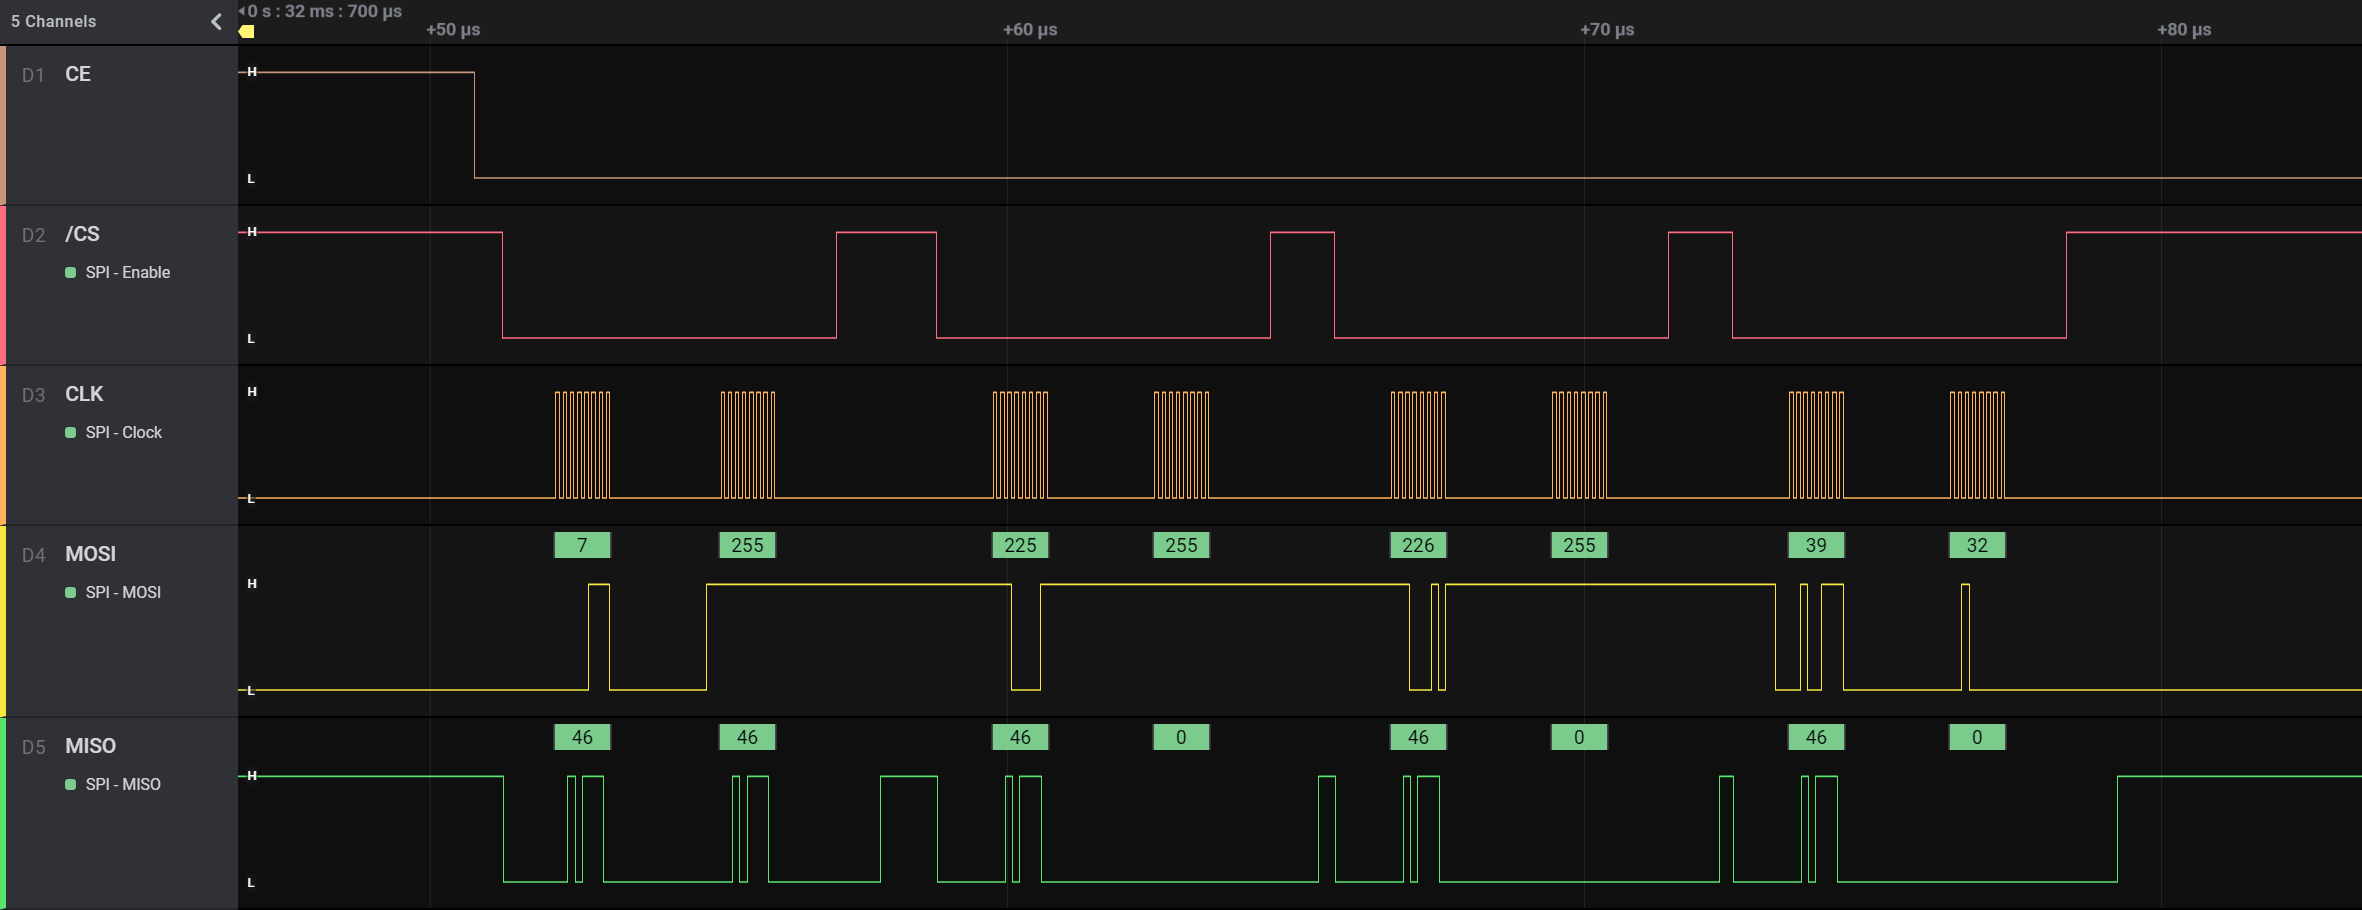 5 Channels
0 s : 32 ms : 700 µs
+50 µs +60 µs +70 µs +80 µs
D1 CE
H
L
D2 /CS
SPI - Enable
H
L
D3 CLK
SPI - Clock
H
L
D4 MOSI
SPI - MOSI
7 255 225 255 226 255 39 32
H
L
D5 MISO
SPI - MISO
46 46 46 0 46 0 46 0
H
L